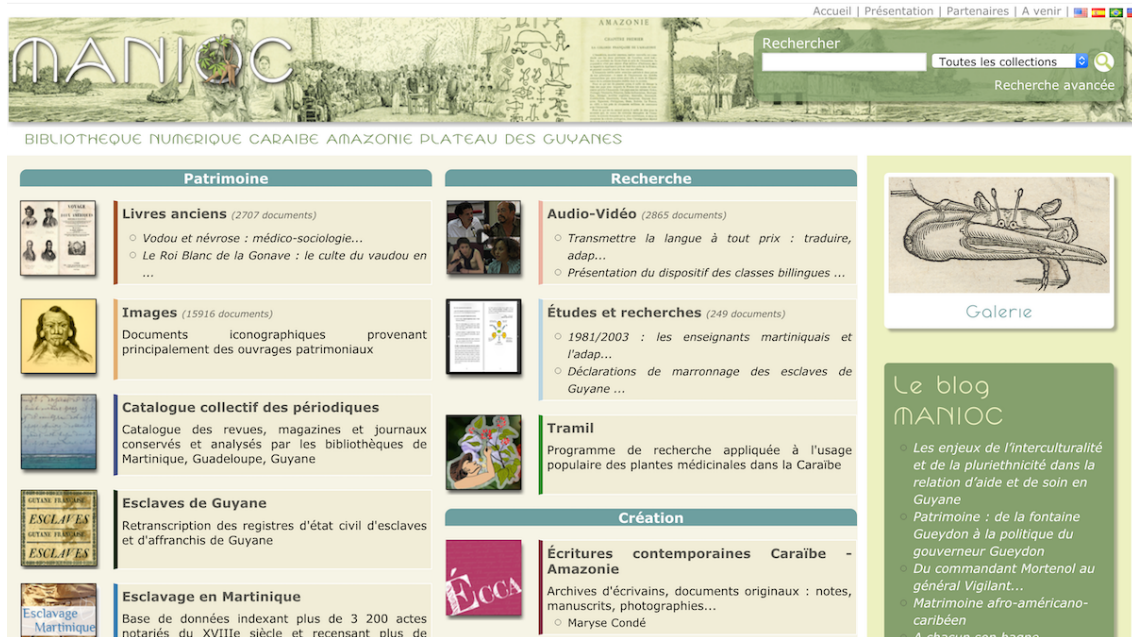 Accueil | Présentation | Partenaires | A venir |
MANIOC
Rechercher
Toutes les collections
Recherche avancée
AMAZONIE
BIBLIOTHEQUE NUMERIQUE CARAIBE AMAZONIE PLATEAU DES GUYANES
Patrimoine
Livres anciens (2707 documents)
Vodou et névrose : médico-sociologie...
Le Roi Blanc de la Gonave : le culte du vaudou en
...
Images (15916 documents)
Documents iconographiques provenant
principalement des ouvrages patrimoniaux
Catalogue collectif des périodiques
Catalogue des revues, magazines et journaux
conservés et analysés par les bibliothèques de
Martinique, Guadeloupe, Guyane
GUYANE FRANÇAISE
ESCLAVES
GUYANE FRANÇAISE
ESCLAVES
Esclaves de Guyane
Retranscription des registres d'état civil d'esclaves
et d'affranchis de Guyane
Esclavage
Martinique
Esclavage en Martinique
Base de données indexant plus de 3 200 actes
notariés du XVIIIe siècle et recensant plus de
Recherche
Audio-Vidéo (2865 documents)
Transmettre la langue à tout prix : traduire,
adap...
Présentation du dispositif des classes billingues ...
Études et recherches (249 documents)
1981/2003 : les enseignants martiniquais et
l'adap...
Déclarations de marronnage des esclaves de
Guyane ...
Tramil
Programme de recherche appliquée à l'usage
populaire des plantes médicinales dans la Caraïbe
Création
ÉCCA
Écritures contemporaines Caraïbe -
Amazonie
Archives d'écrivains, documents originaux : notes,
manuscrits, photographies...
Maryse Condé
Galerie
Le blog
MANIOC
Les enjeux de l'interculturalité
et de la pluriethnicité dans la
relation d'aide et de soin en
Guyane
Patrimoine : de la fontaine
Gueydon à la politique du
gouverneur Gueydon
Du commandant Mortenol au
général Vigilant...
Matrimoine afro-américano-
caribéen
A chacun son bagne